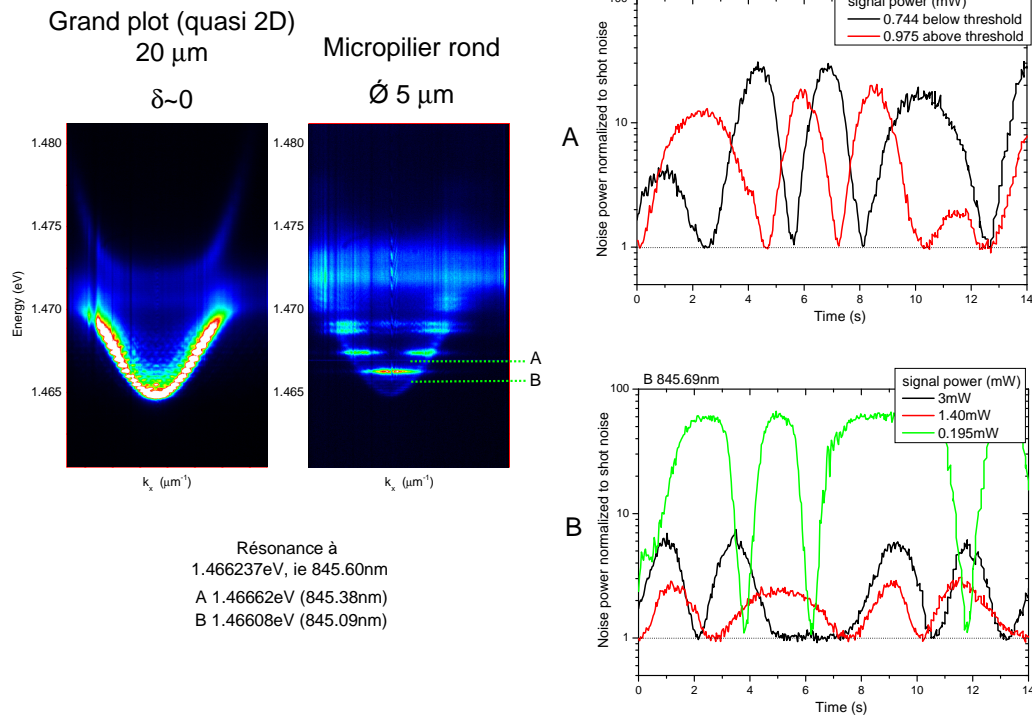 Grand plot (quasi 2D)
20 μm
δ~0
Micropilier rond
Ǿ 5 μm
1.480
1.475
1.470
1.465
Energy (eV)
kx (μm-1)
1.480
1.475
1.470
1.465
kx (μm-1)
A
B
Résonance à
1.466237eV, ie 845.60nm
A 1.46662eV (845.38nm)
B 1.46608eV (845.09nm)
A
signal power (mW)
0.744 below threshold
0.975 above threshold
Noise power normalized to shot noise
100
10
1
0 2 4 6 8 10 12 14
Time (s)
B
B 845.69nm
signal power (mW)
3mW
1.40mW
0.195mW
Noise power normalized to shot noise
100
10
1
0 2 4 6 8 10 12 14
Time (s)